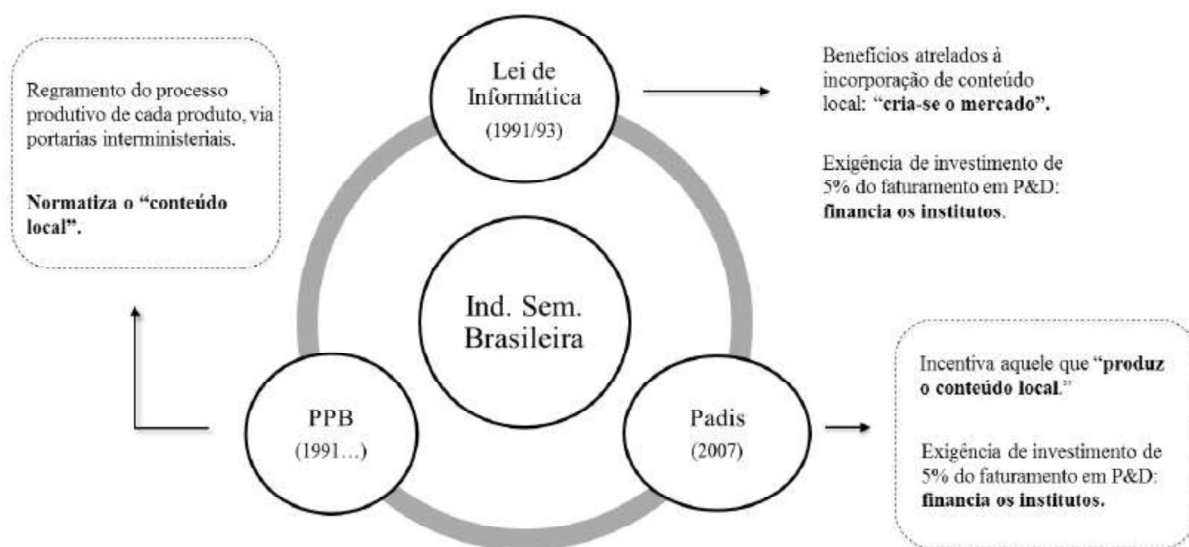 Regramento do processo
produtivo de cada produto, via
portarias interministeriais.
Normatiza o “conteúdo
local”.
Lei de
Informática
(1991/93)
Benefícios atrelados à
incorporação de conteúdo
local: “cria-se o mercado”.
Exigência de investimento de
5% do faturamento em P&D:
financia os institutos.
Ind. Sem.
Brasileira
PPB
(1991…)
Padis
(2007)
Incentiva aquele que “produz
o conteúdo local.”
Exigência de investimento de
5% do faturamento em P&D:
financia os institutos.